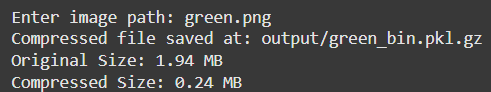 Enter image path: green.png
Compressed file saved at: output/green_bin.pkl.gz
Original Size: 1.94 MB
Compressed Size: 0.24 MB